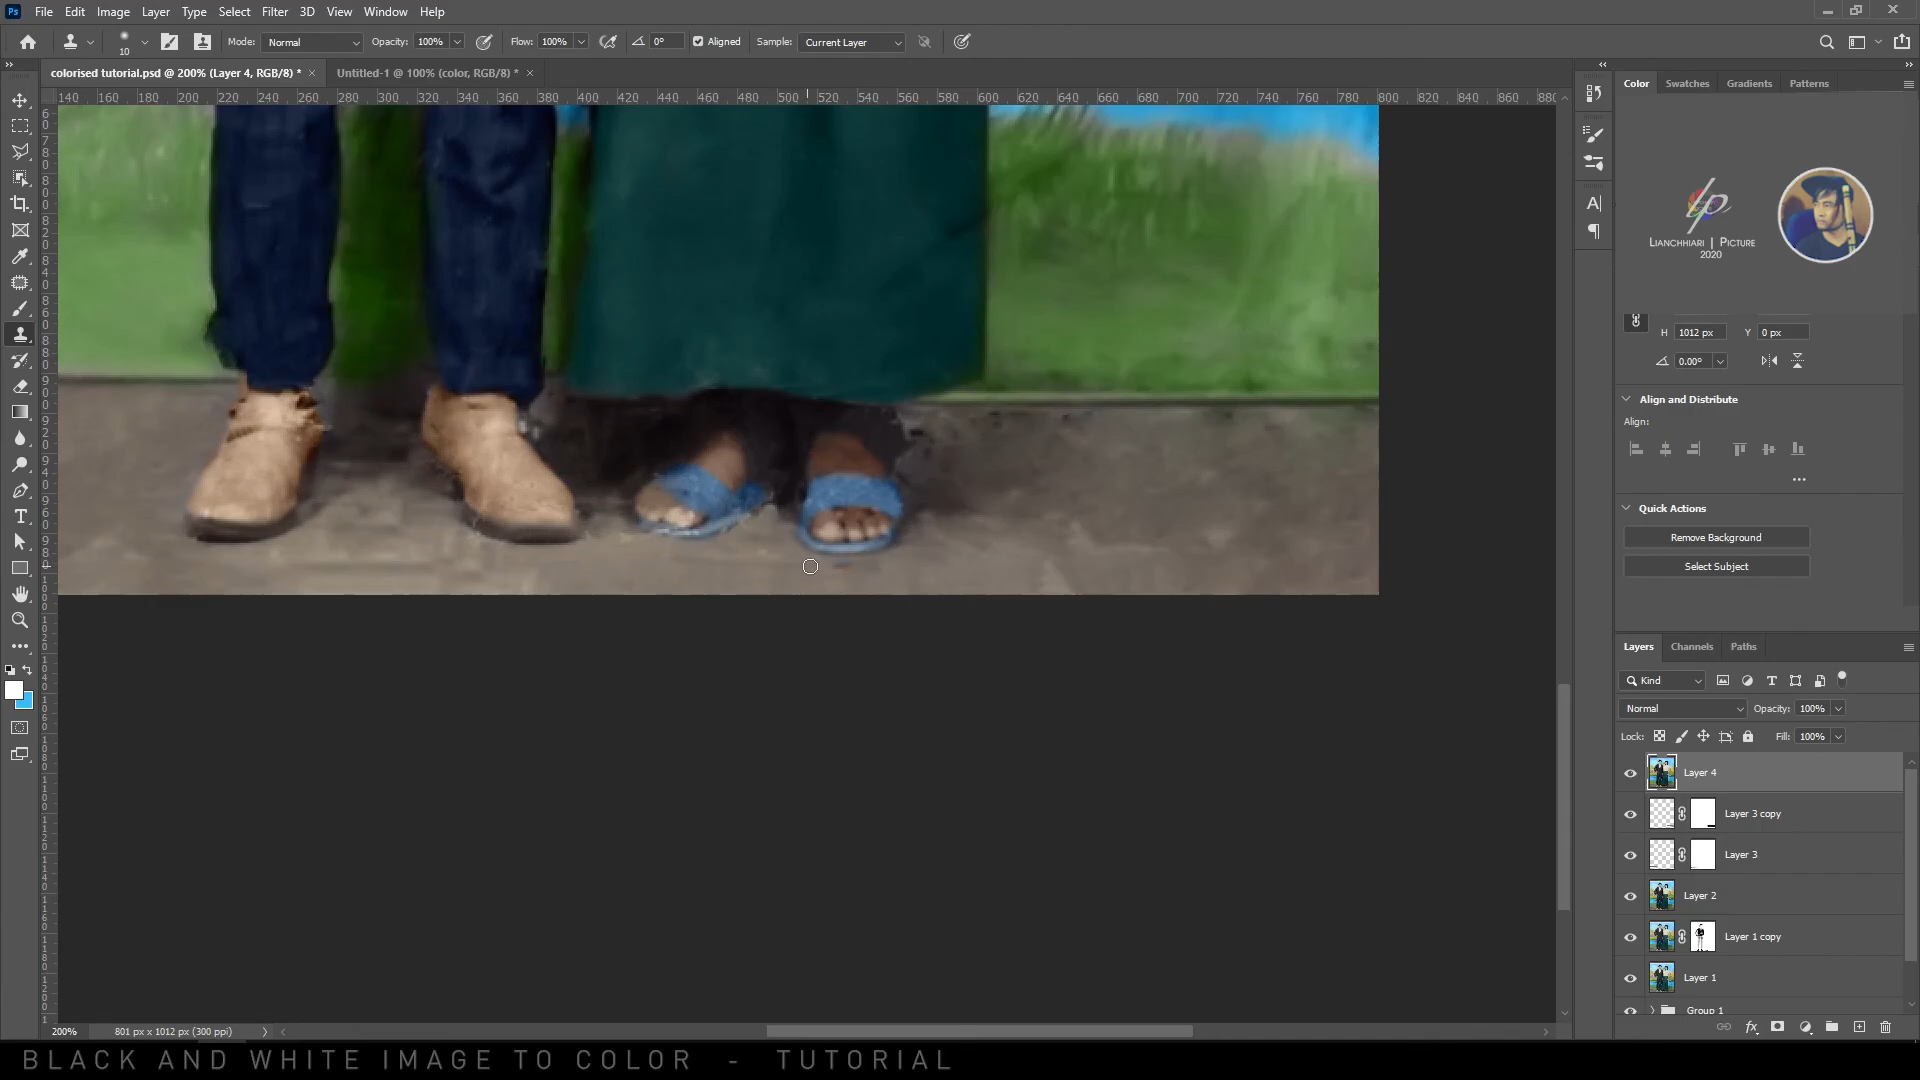 Ps File Edit Image Layer Type Select Filter 3D View Window Help
10 Mode: Normal Opacity: 100% Flow: 100% 0° Aligned Sample: Current Layer
colorised tutorial.psd @ 200% (Layer 4, RGB/8) * × Untitled-1 @ 100% (color, RGB/8) * ×
140 160 180 200 220 240 260 280 300 320 340 360 380 400 420 440 460 480 500 520 540 560 580 600 620 640 660 680 700 720 740 760 780 800 820 840 860 880
Color Swatches Gradients Patterns
lp
LIANCHHIARI | PICTURE
2020
H 1012 px Y 0 px
0.00°
Align and Distribute
Align:
Quick Actions
Remove Background
Select Subject
Layers Channels Paths
Kind
Normal Opacity: 100%
Lock: Fill: 100%
Layer 4
Layer 3 copy
Layer 3
Layer 2
Layer 1 copy
Layer 1
Group 1
200% 801 px x 1012 px (300 ppi)
BLACK AND WHITE IMAGE TO COLOR - TUTORIAL